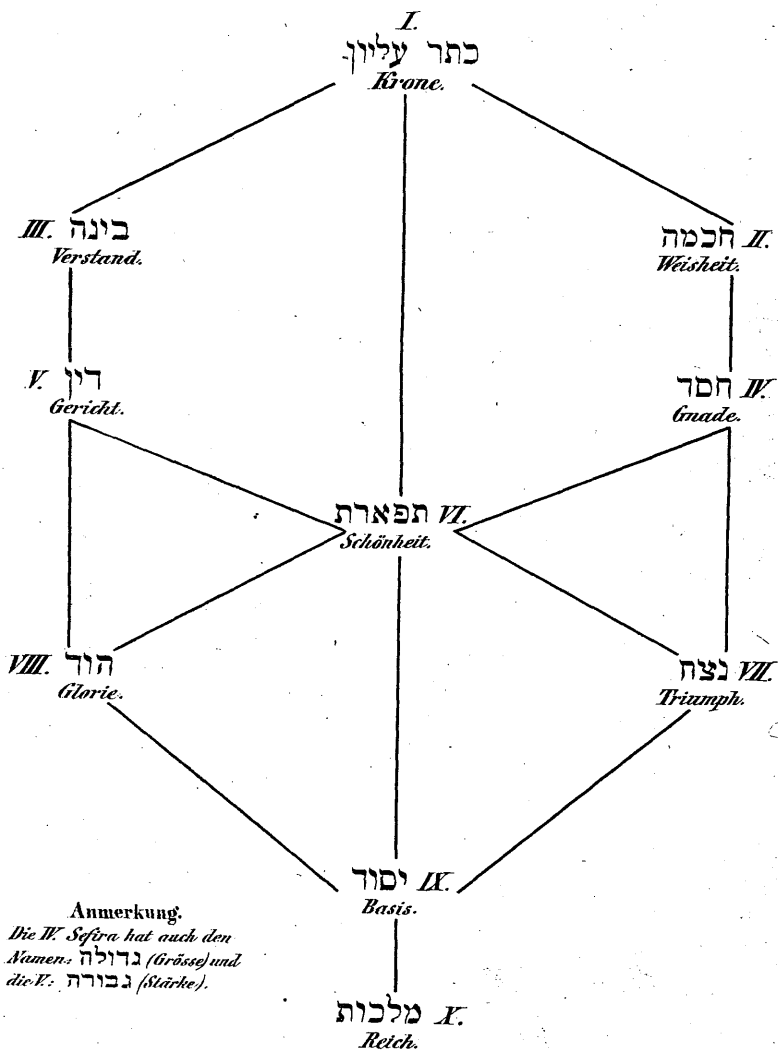 I.
כתר עליון
Krone.
III. בינה
Verstand.
חכמה II.
Weisheit.
V. דין
Gericht.
חסד IV.
Gnade.
תפארת VI.
Schönheit.
VIII. הוד
Glorie.
נצח VII.
Triumph.
יסוד IX.
Basis.
Anmerkung.
Die IV. Sefira hat auch den
Namen: גדולה (Grösse) und
die V.: גבורה (Stärke).
מלכות X.
Reich.